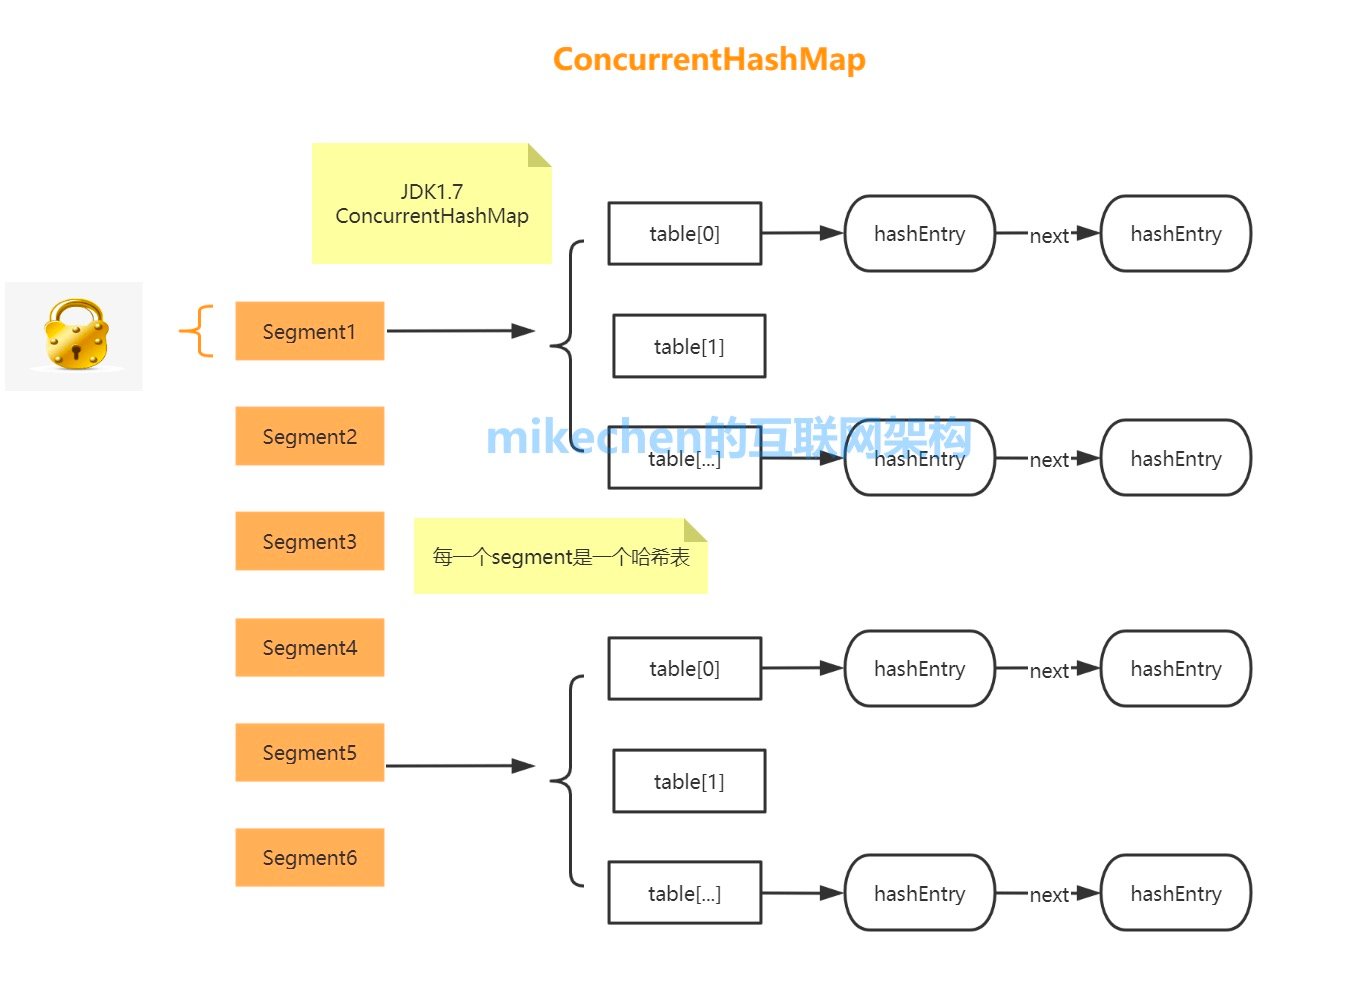 ConcurrentHashMap
JDK1.7
ConcurrentHashMap
table[0]
hashEntry
next
hashEntry
Segment1
table[1]
Segment2
mikechen的互联网架构
table[...]
hashEntry
next
hashEntry
Segment3
每一个segment是一个哈希表
Segment4
table[0]
hashEntry
next
hashEntry
Segment5
table[1]
Segment6
table[...]
hashEntry
next
hashEntry